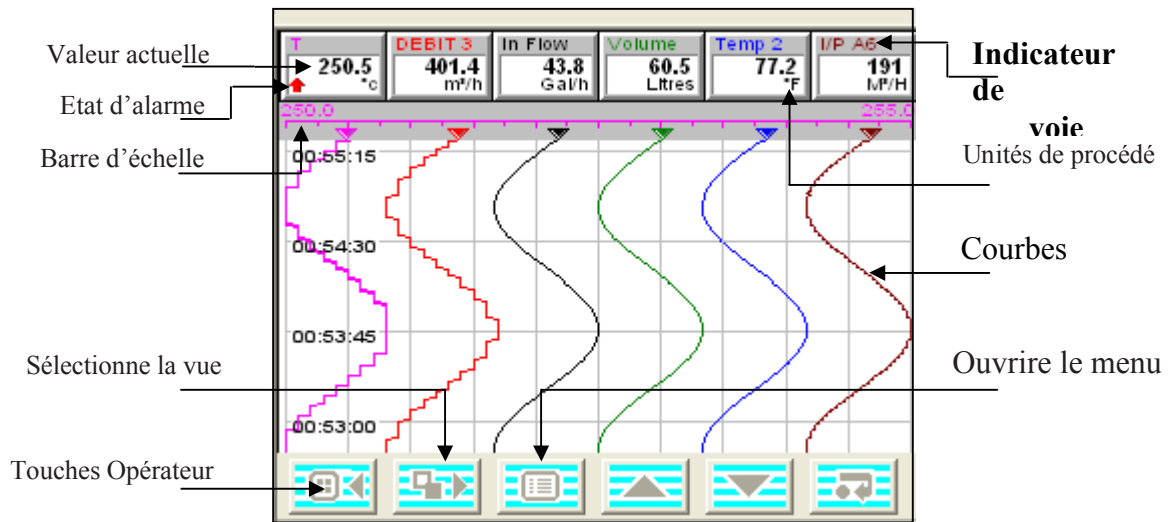 Valeur actuelle
Etat d’alarme
Barre d’échelle
Sélectionne la vue
Touches Opérateur
T
250.5
°c
DEBIT 3
401.4
m³/h
In Flow
43.8
Gal/h
Volume
60.5
Litres
Temp 2
77.2
°F
I/P A6
191
M³/H
250.0
255.0
00:55:15
00:54:30
00:53:45
00:53:00
Indicateur
de
voie
Unités de procédé
Courbes
Ouvrire le menu